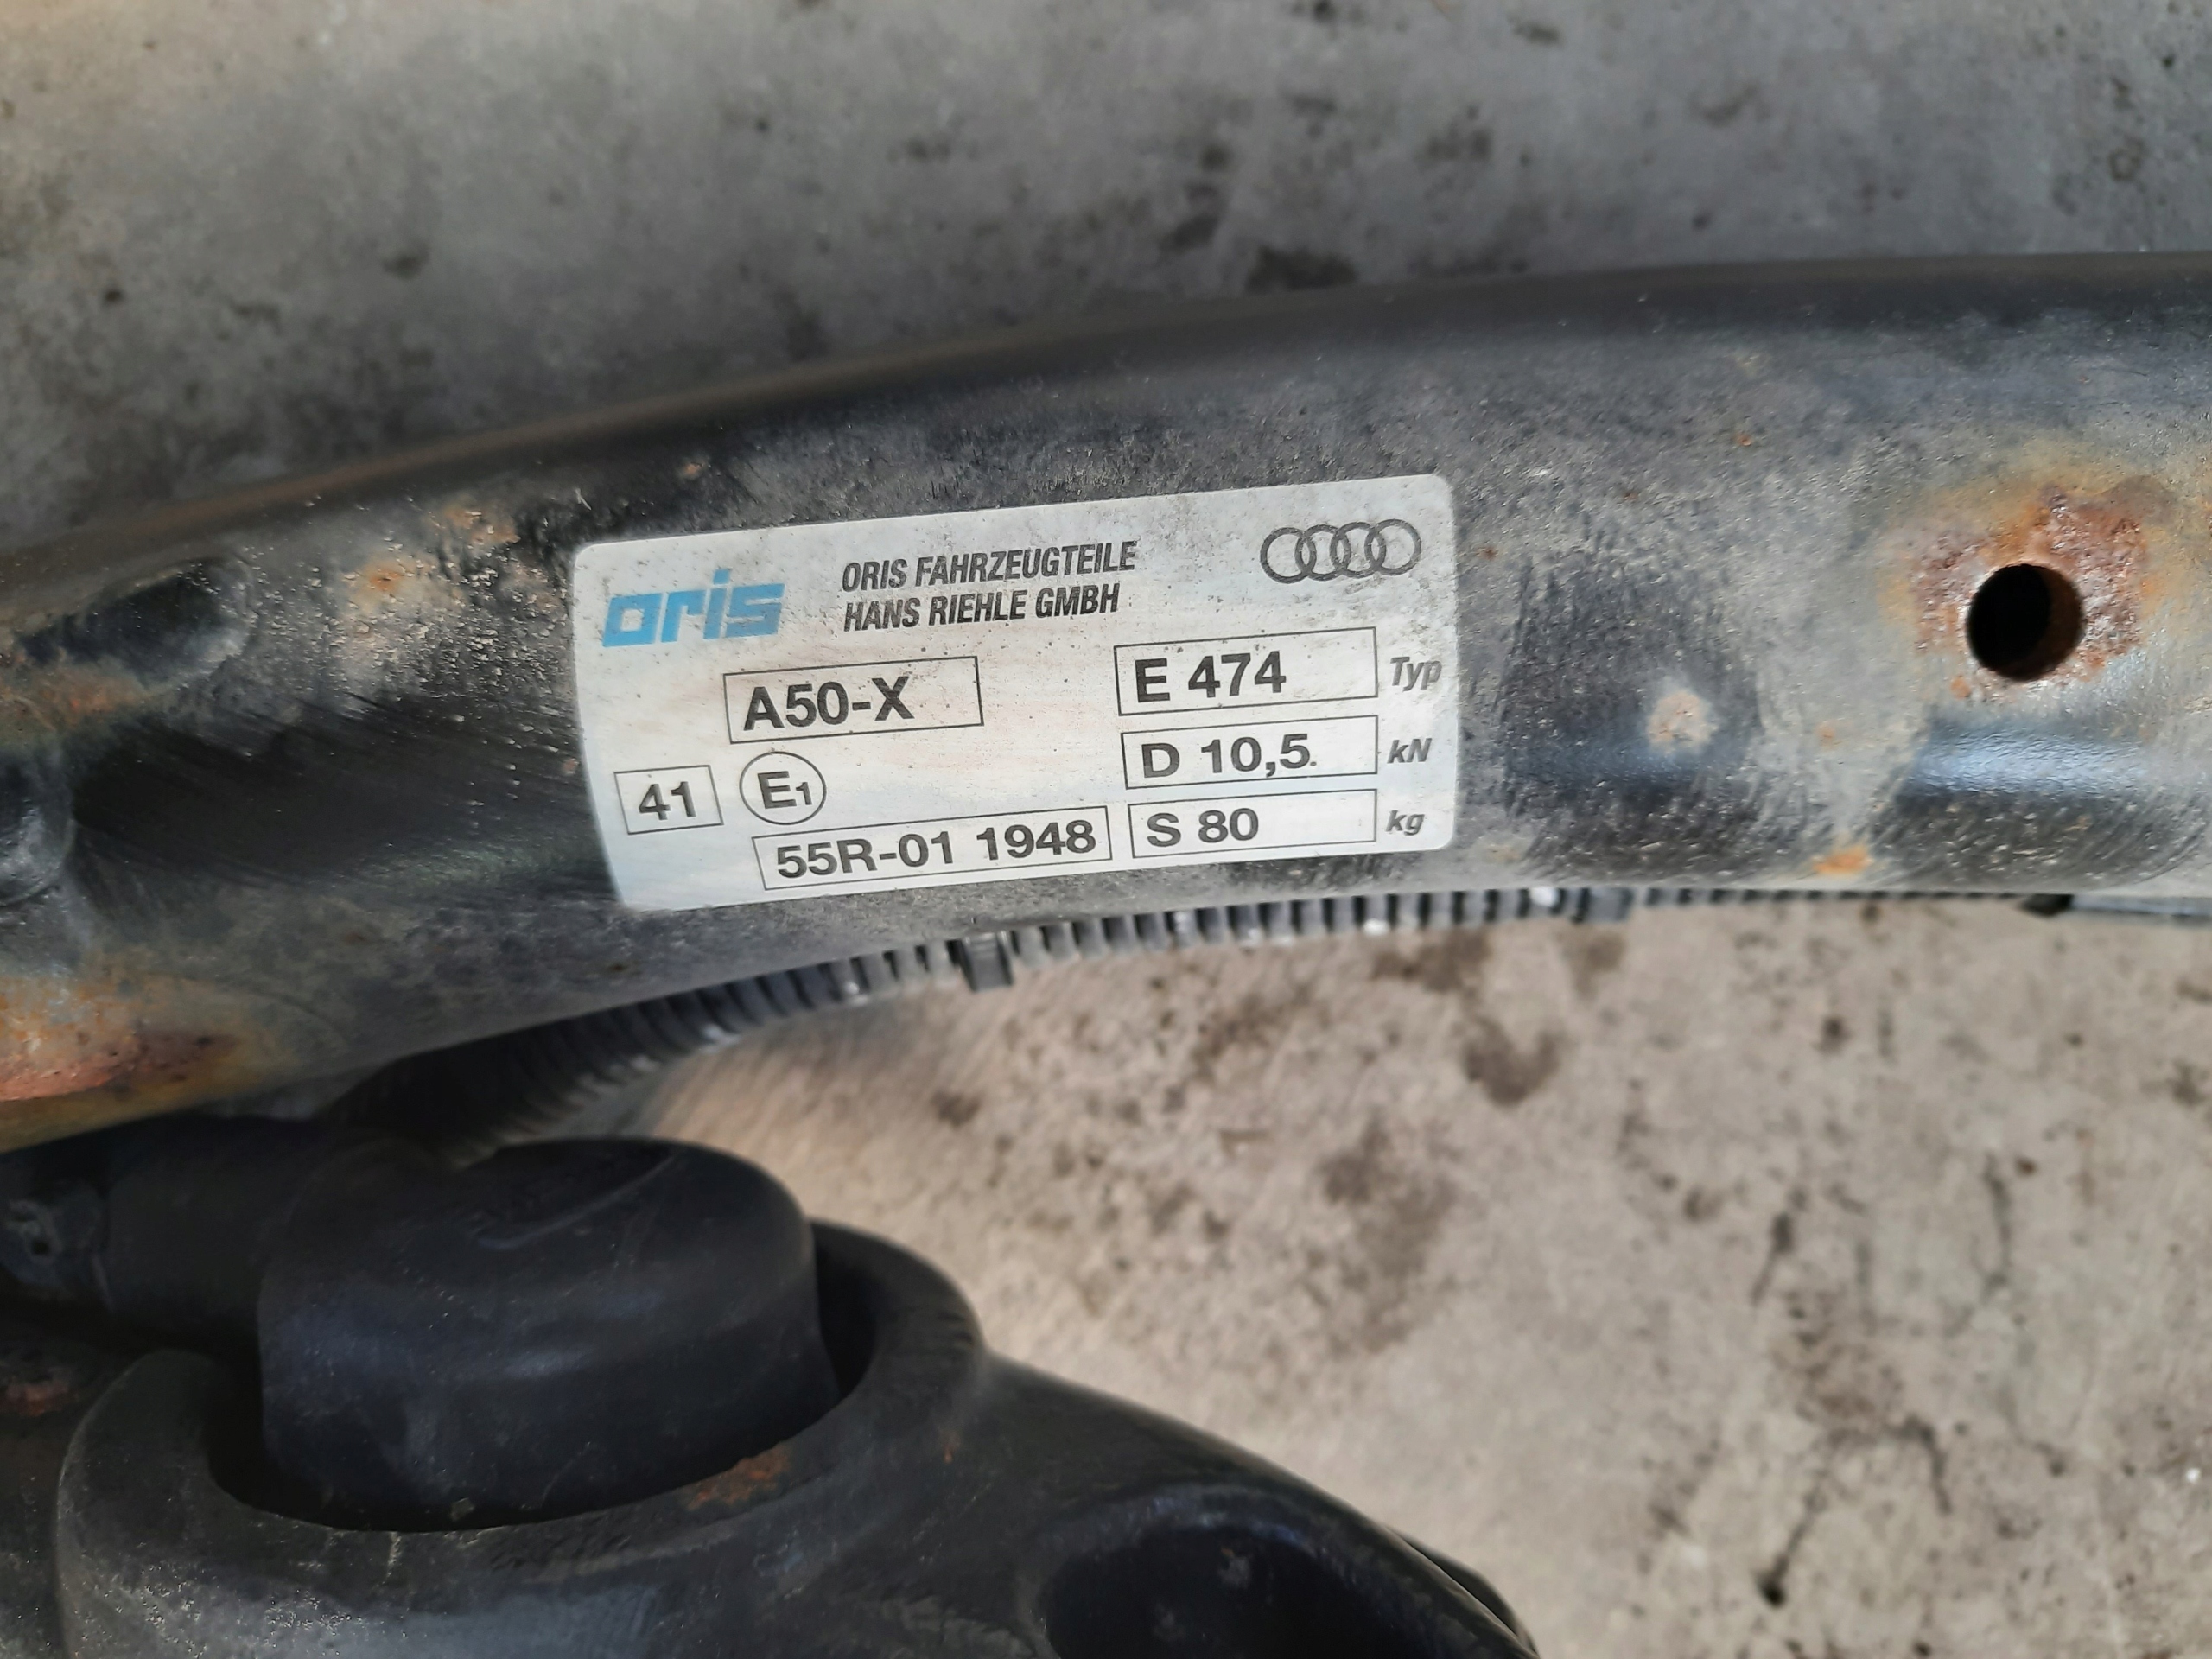 oris
ORIS FAHRZEUGTEILE
HANS RIEHLE GMBH
A50-X
E 474 Typ
41 E1
D 10,5. kN
55R-01 1948
S 80 kg